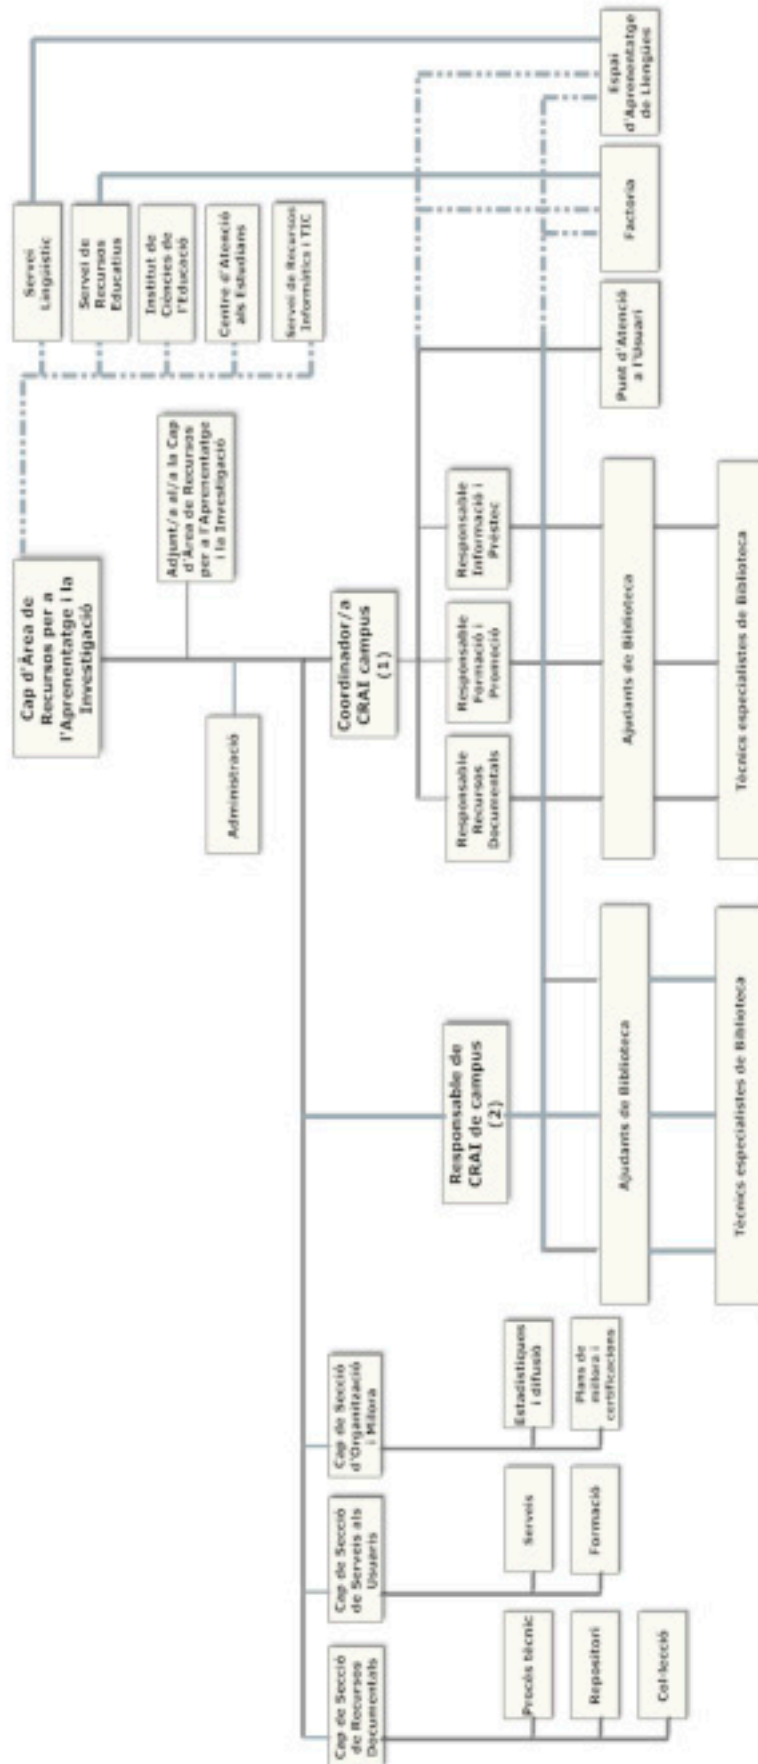 Cap d'Àrea de
Recursos per a
l'Aprenentatge i la
Investigació
Servei
Lingüístic
Servei de
Recursos
Educatius
Institut de
Ciències de
l'Educació
Centre d'Atenció
als Estudians
Servei de Recursos
Informàtics i TIC
Adjunt/a al/a la Cap
d'Àrea de Recursos
per a l'Aprenentatge
i la Investigació
Administració
Cap de Secció
de Recursos
Documentals
Cap de Secció
de Serveis als
Usuaris
Cap de Secció
d'Organització
i Millora
Coordinador/a
CRAI campus
(1)
Responsable de
CRAI de campus
(2)
Responsable
Recursos
Documentals
Responsable
Formació i
Promoció
Responsable
Informació i
Préstec
Procés tècnic
Serveis
Estadístiques
i difusió
Repositori
Formació
Plans de
millora i
certificacions
Ajudants de Biblioteca
Ajudants de Biblioteca
Punt d'Atenció
a l'Usuari
Factoria
Espai
d'Aprenentatge
de Llengües
Col·lecció
Tècnics especialistes de Biblioteca
Tècnics especialistes de Biblioteca